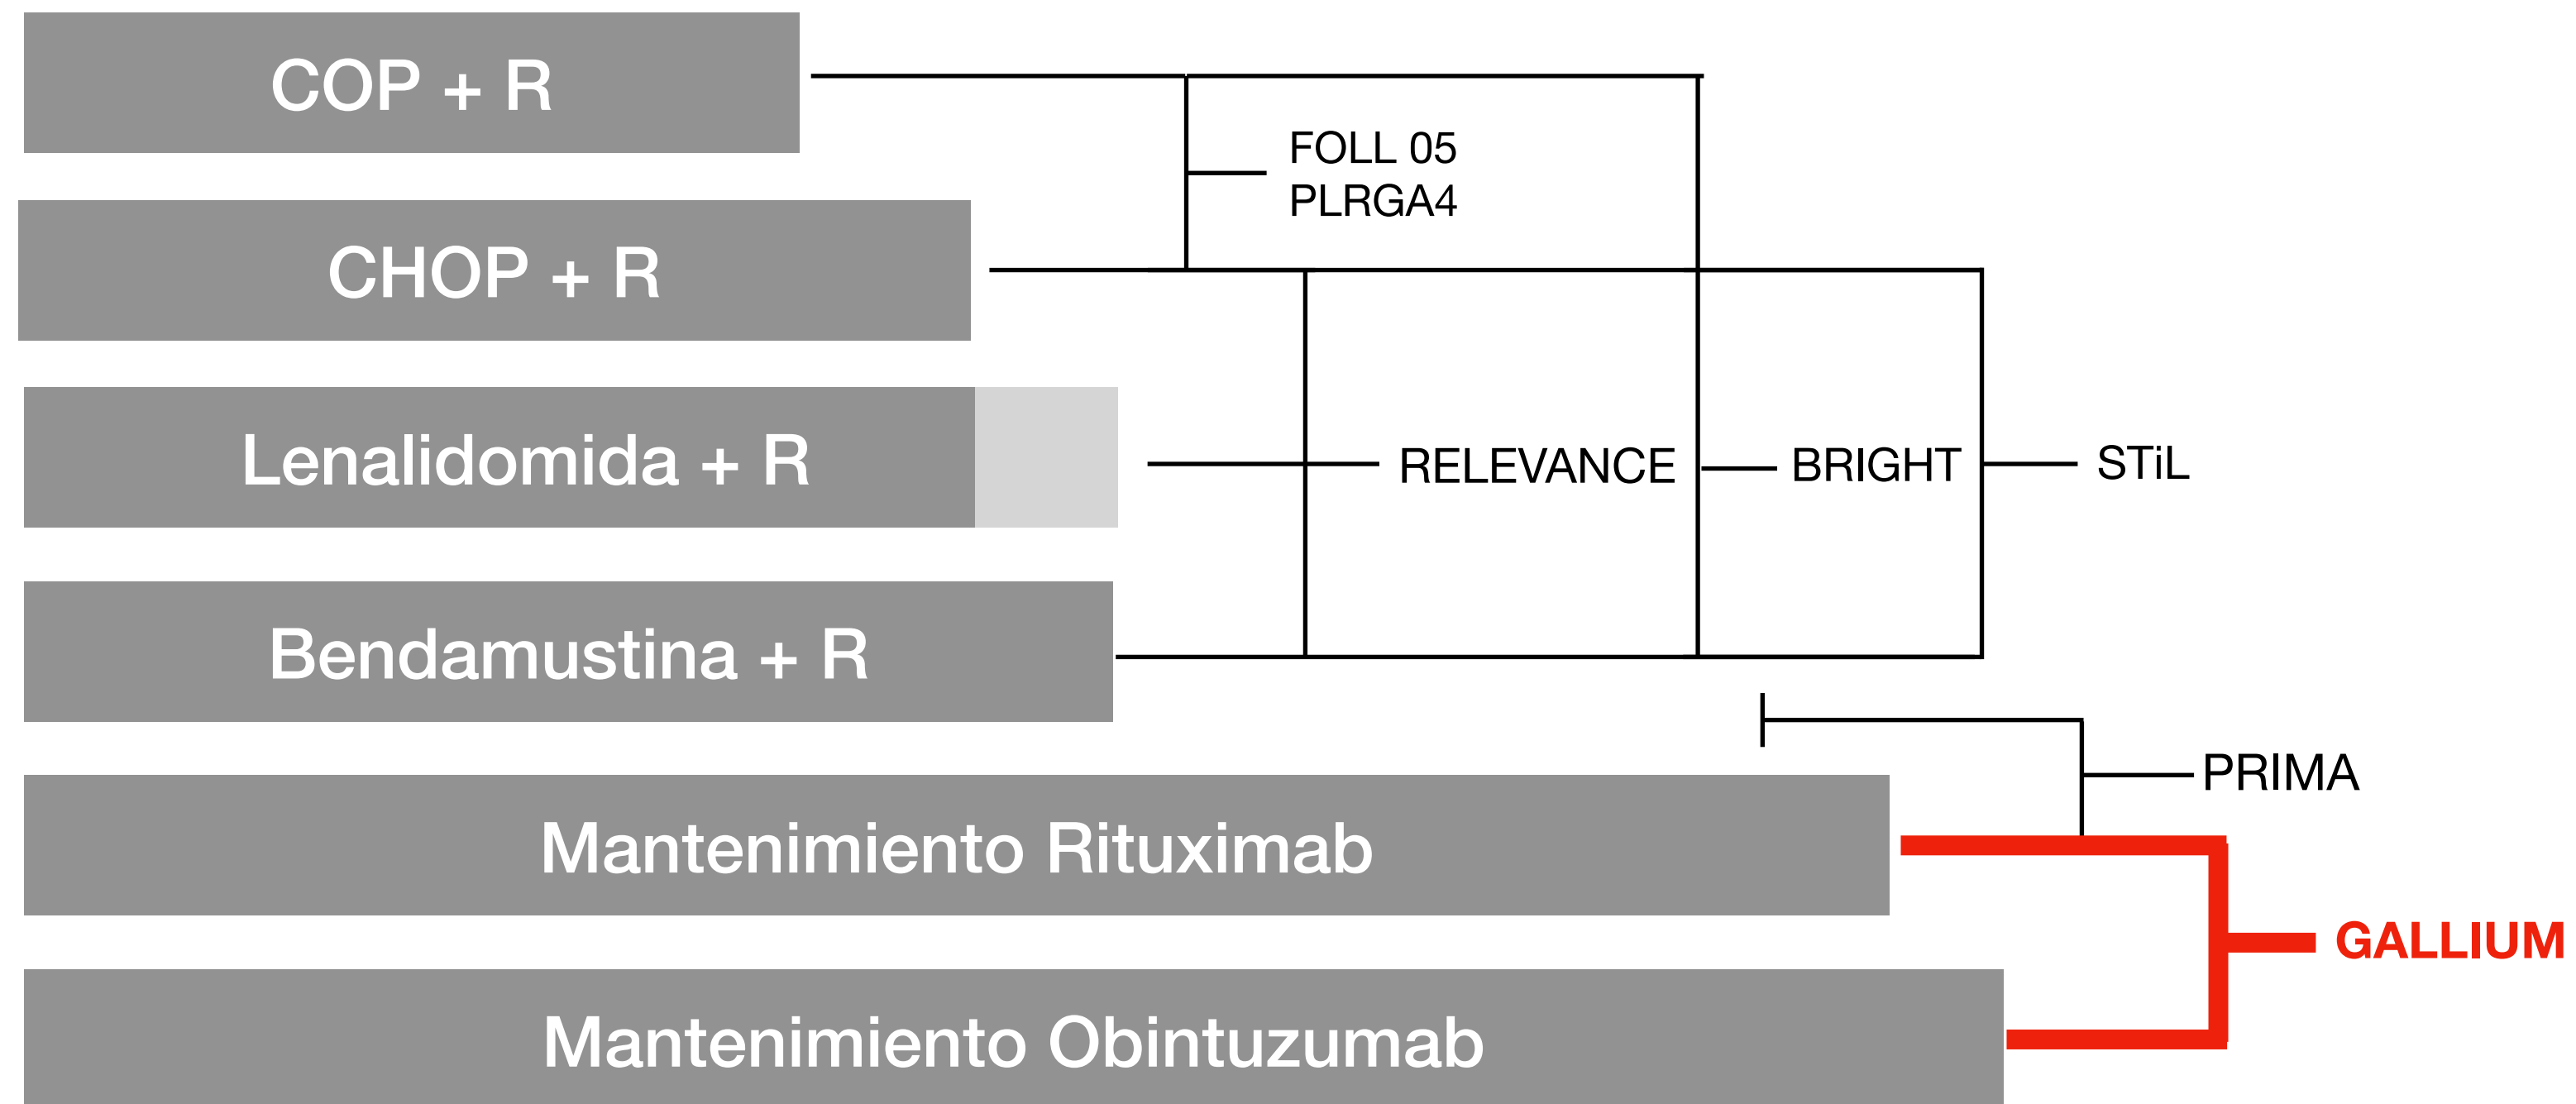 COP + R
FOLL 05
PLRGA4
CHOP + R
Lenalidomida + R
RELEVANCE
BRIGHT
STiL
Bendamustina + R
PRIMA
Mantenimiento Rituximab
GALLIUM
Mantenimiento Obintuzumab